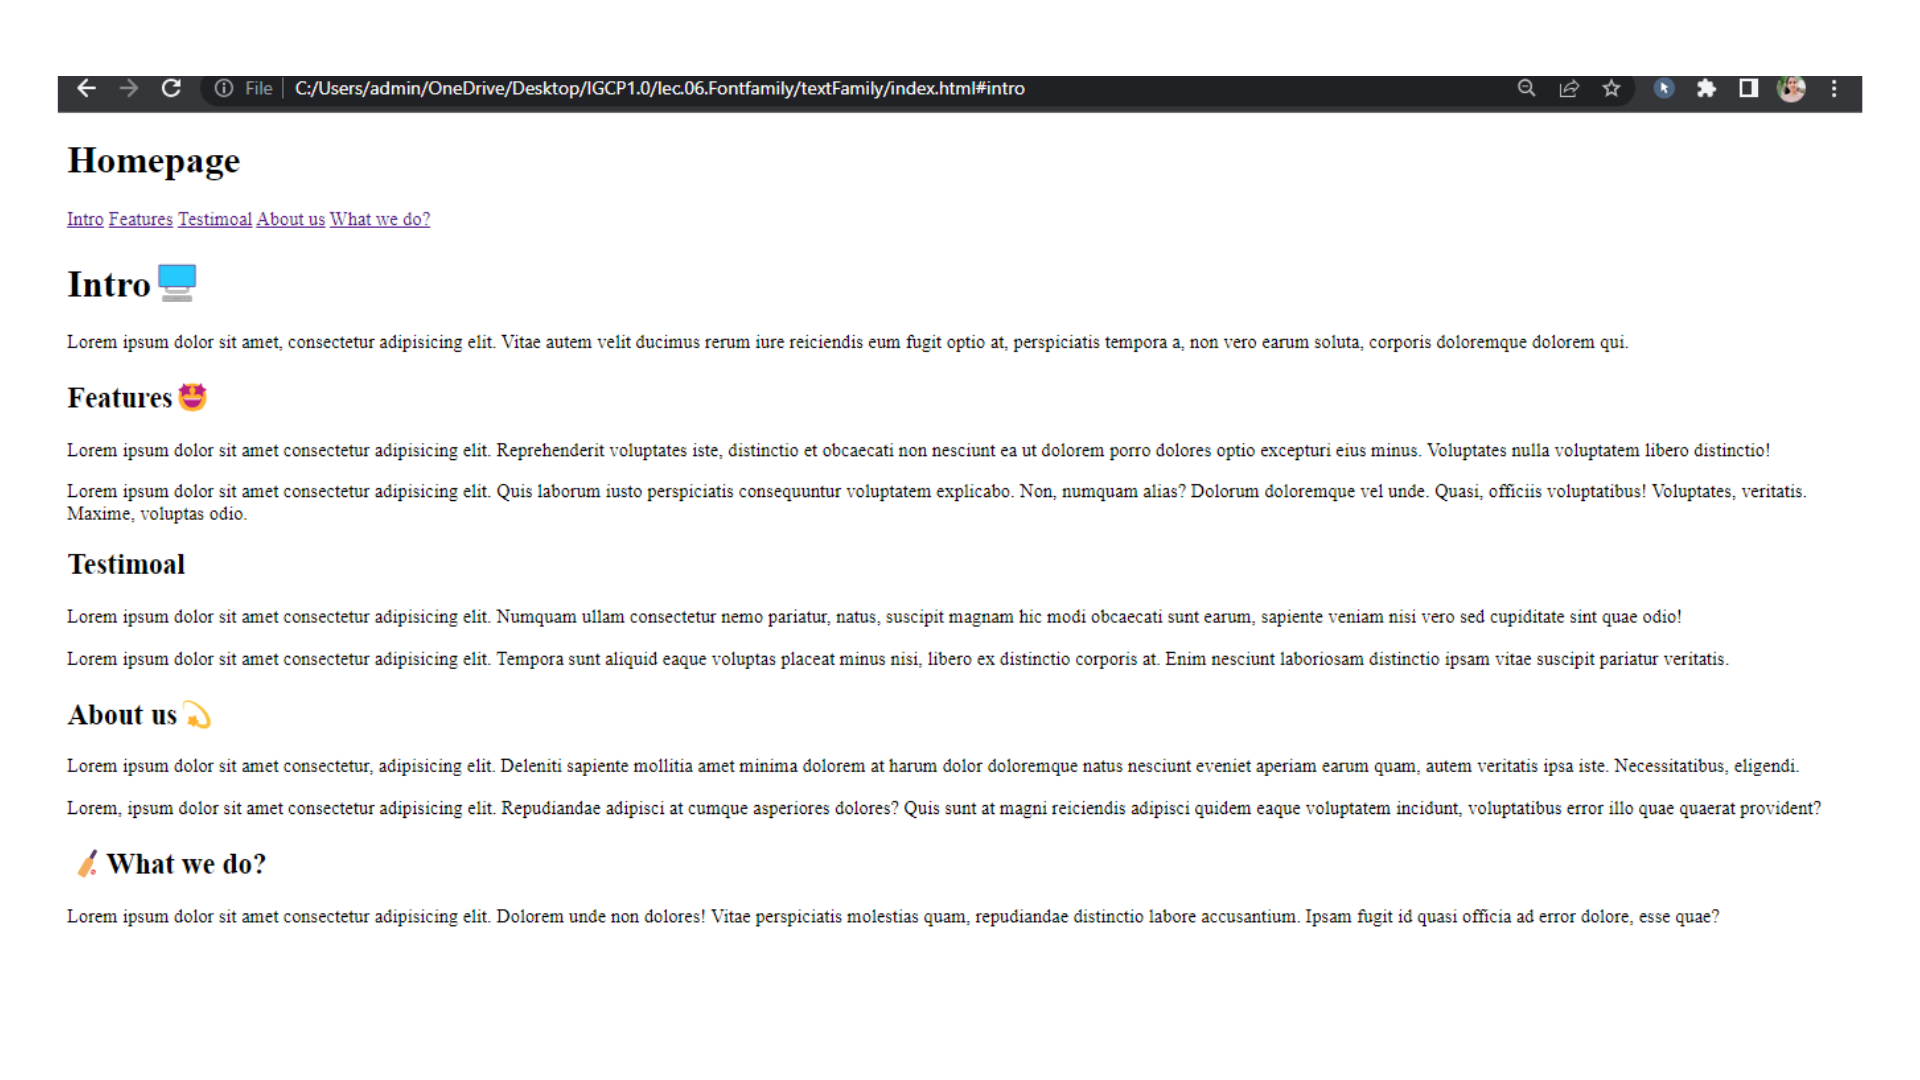 File C:/Users/admin/OneDrive/Desktop/IGCP1.0/lec.06.Fontfamily/textFamily/index.html#intro
Homepage
Intro Features Testimoal About us What we do?
Intro
Lorem ipsum dolor sit amet, consectetur adipisicing elit. Vitae autem velit ducimus rerum iure reiciendis eum fugit optio at, perspiciatis tempora a, non vero earum soluta, corporis doloremque dolorem qui.
Features
Lorem ipsum dolor sit amet consectetur adipisicing elit. Reprehenderit voluptates iste, distinctio et obcaecati non nesciunt ea ut dolorem porro dolores optio excepturi eius minus. Voluptates nulla voluptatem libero distinctio!
Lorem ipsum dolor sit amet consectetur adipisicing elit. Quis laborum iusto perspiciatis consequuntur voluptatem explicabo. Non, numquam alias? Dolorum doloremque vel unde. Quasi, officiis voluptatibus! Voluptates, veritatis.
Maxime, voluptas odio.
Testimoal
Lorem ipsum dolor sit amet consectetur adipisicing elit. Numquam ullam consectetur nemo pariatur, natus, suscipit magnam hic modi obcaecati sunt earum, sapiente veniam nisi vero sed cupiditate sint quae odio!
Lorem ipsum dolor sit amet consectetur adipisicing elit. Tempora sunt aliquid eaque voluptas placeat minus nisi, libero ex distinctio corporis at. Enim nesciunt laboriosam distinctio ipsam vitae suscipit pariatur veritatis.
About us
Lorem ipsum dolor sit amet consectetur, adipisicing elit. Deleniti sapiente mollitia amet minima dolorem at harum dolor doloremque natus nesciunt eveniet aperiam earum quam, autem veritatis ipsa iste. Necessitatibus, eligendi.
Lorem, ipsum dolor sit amet consectetur adipisicing elit. Repudiandae adipisci at cumque asperiores dolores? Quis sunt at magni reiciendis adipisci quidem eaque voluptatem incidunt, voluptatibus error illo quae quaerat provident?
What we do?
Lorem ipsum dolor sit amet consectetur adipisicing elit. Dolorem unde non dolores! Vitae perspiciatis molestias quam, repudiandae distinctio labore accusantium. Ipsam fugit id quasi officia ad error dolore, esse quae?